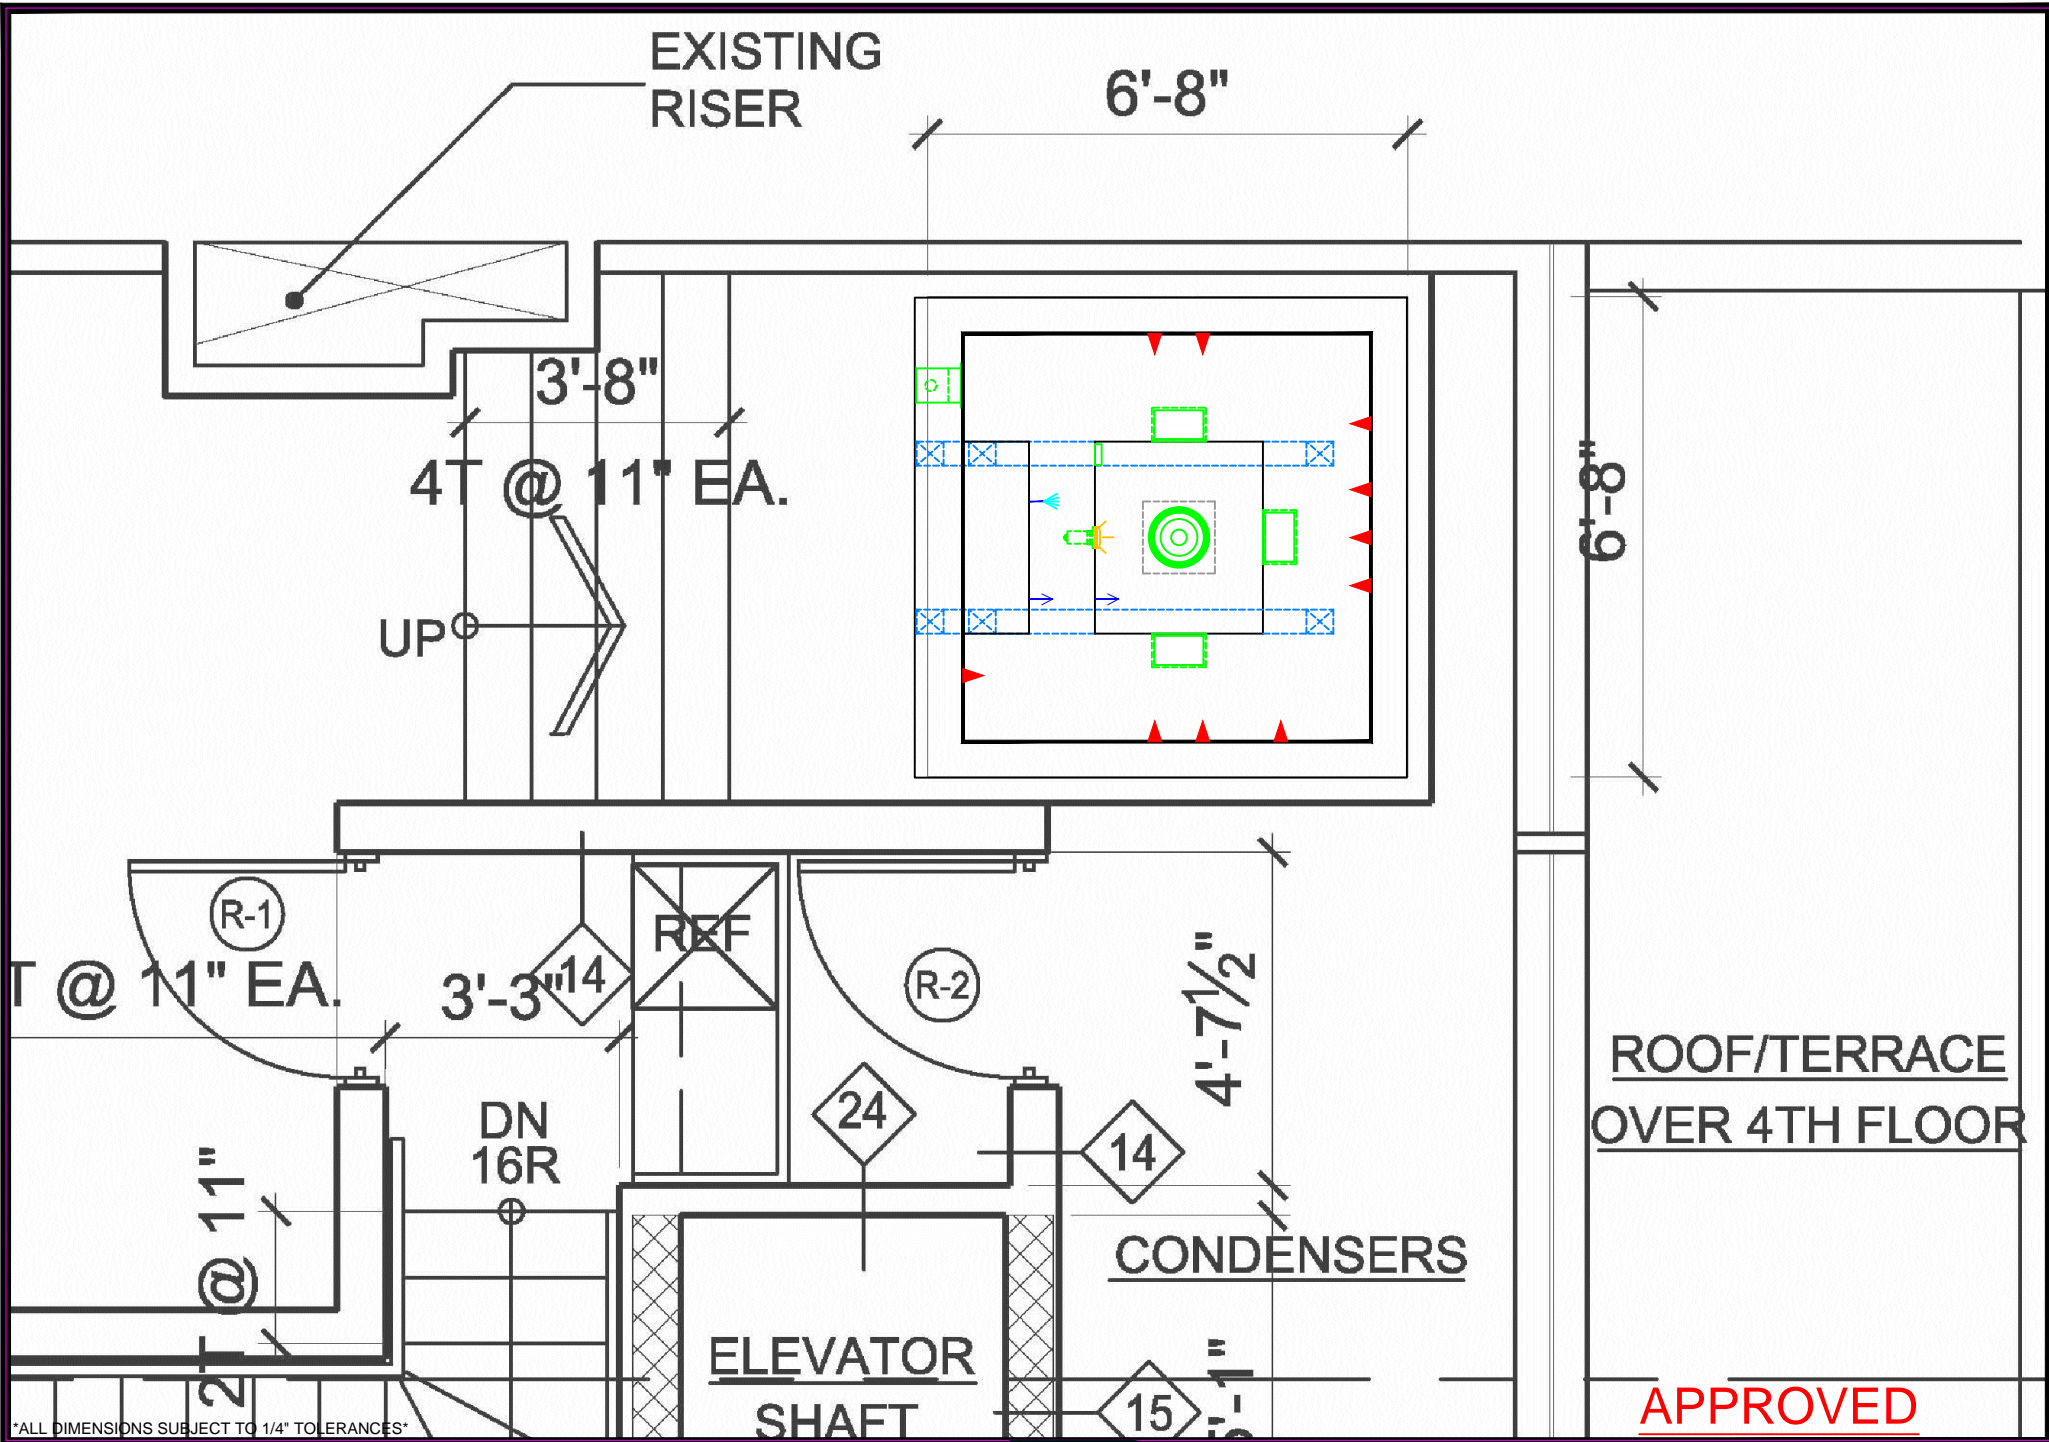 EXISTING
RISER
6'-8"
3'-8"
4T @ 11" EA.
6'-8"
UP
R-1
REF
T @ 11" EA.
3'-3"
14
R-2
4'-7½"
ROOF/TERRACE
OVER 4TH FLOOR
24
14
DN
16R
2T @ 11"
CONDENSERS
ELEVATOR
SHAFT
15
'-1"
APPROVED
*ALL DIMENSIONS SUBJECT TO 1/4" TOLERANCES*